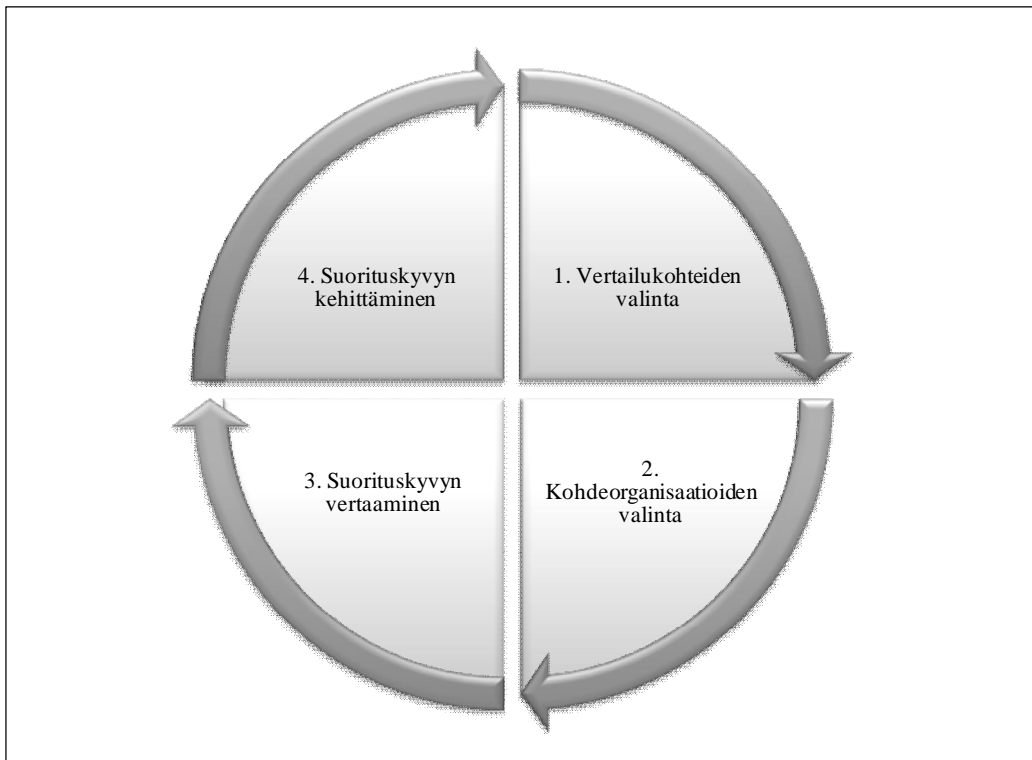 4. Suorituskyvyn
kehittäminen
1. Vertailukohteiden
valinta
3. Suorituskyvyn
vertaaminen
2.
Kohdeorganisaatioiden
valinta